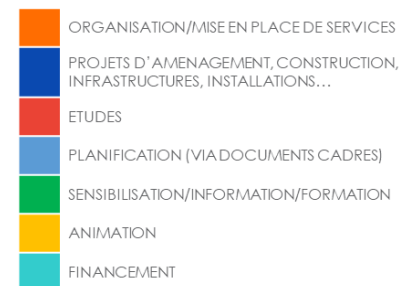 ORGANISATION/MISE EN PLACE DE SERVICES
PROJETS D'AMENAGEMENT, CONSTRUCTION,
INFRASTRUCTURES, INSTALLATIONS…
ETUDES
PLANIFICATION (VIA DOCUMENTS CADRES)
SENSIBILISATION/INFORMATION/FORMATION
ANIMATION
FINANCEMENT